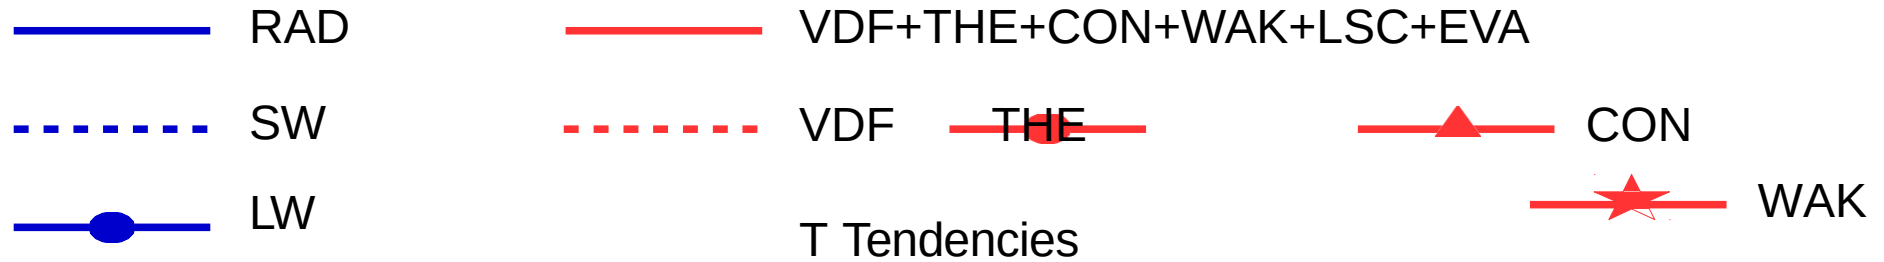 RAD VDF+THE+CON+WAK+LSC+EVA
SW VDF THE CON
LW WAK
T Tendencies